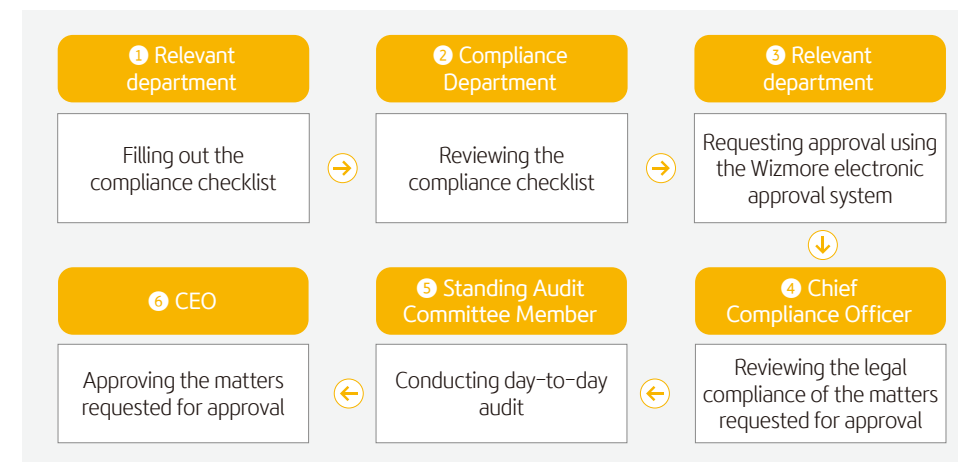 ❶ Relevant
department
Filling out the
compliance checklist
❷ Compliance
Department
Reviewing the
compliance checklist
❸ Relevant
department
Requesting approval using
the Wizmore electronic
approval system
❹ Chief
Compliance Officer
Reviewing the legal
compliance of the matters
requested for approval
❺ Standing Audit
Committee Member
Conducting day-to-day
audit
❻ CEO
Approving the matters
requested for approval